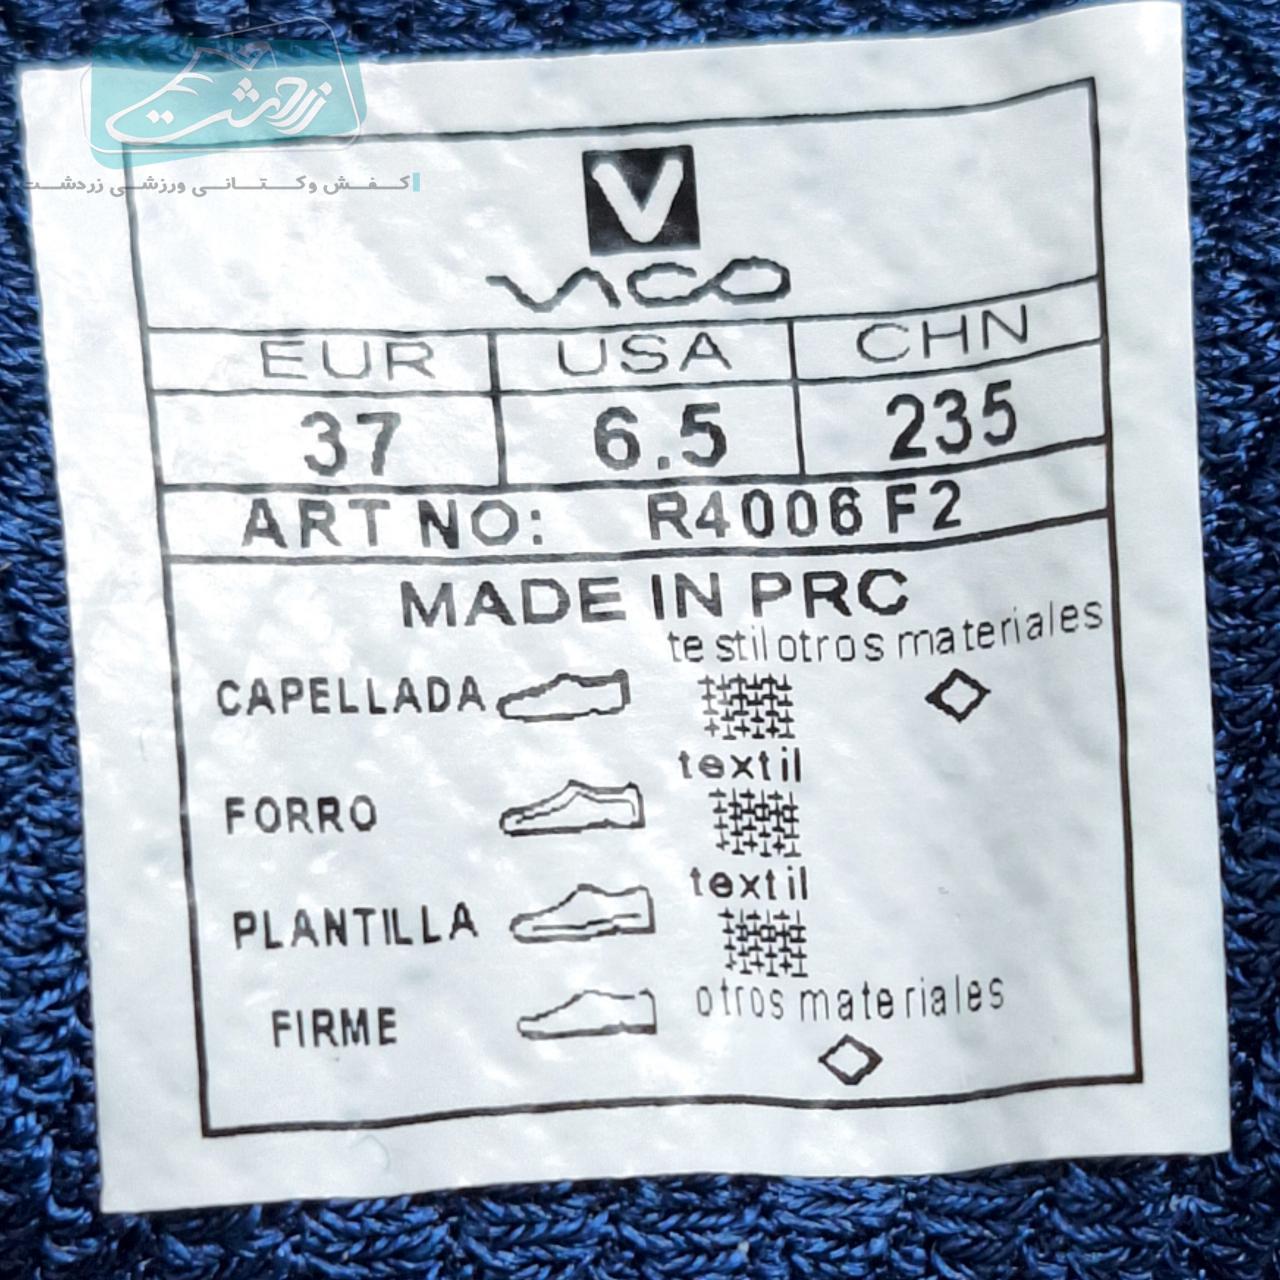 زردشت
کفش وکتانی ورزشی زردشت
V
VICO
EUR USA CHN
37 6.5 235
ART NO: R4006 F2
MADE IN PRC
te stil otros materiales
CAPELLADA
textil
FORRO
textil
PLANTILLA
otros materiales
FIRME